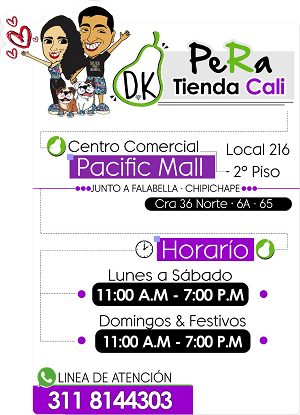 D.K
PeRa
Tienda Cali
Centro Comercial
Pacific Mall
Local 216
- 2º Piso
JUNTO A FALABELLA - CHIPICHAPE
Cra 36 Norte · 6A · 65
Horario
Lunes a Sábado
11:00 A.M - 7:00 P.M
Domingos & Festivos
11:00 A.M - 7:00 P.M
LINEA DE ATENCIÓN
311 8144303